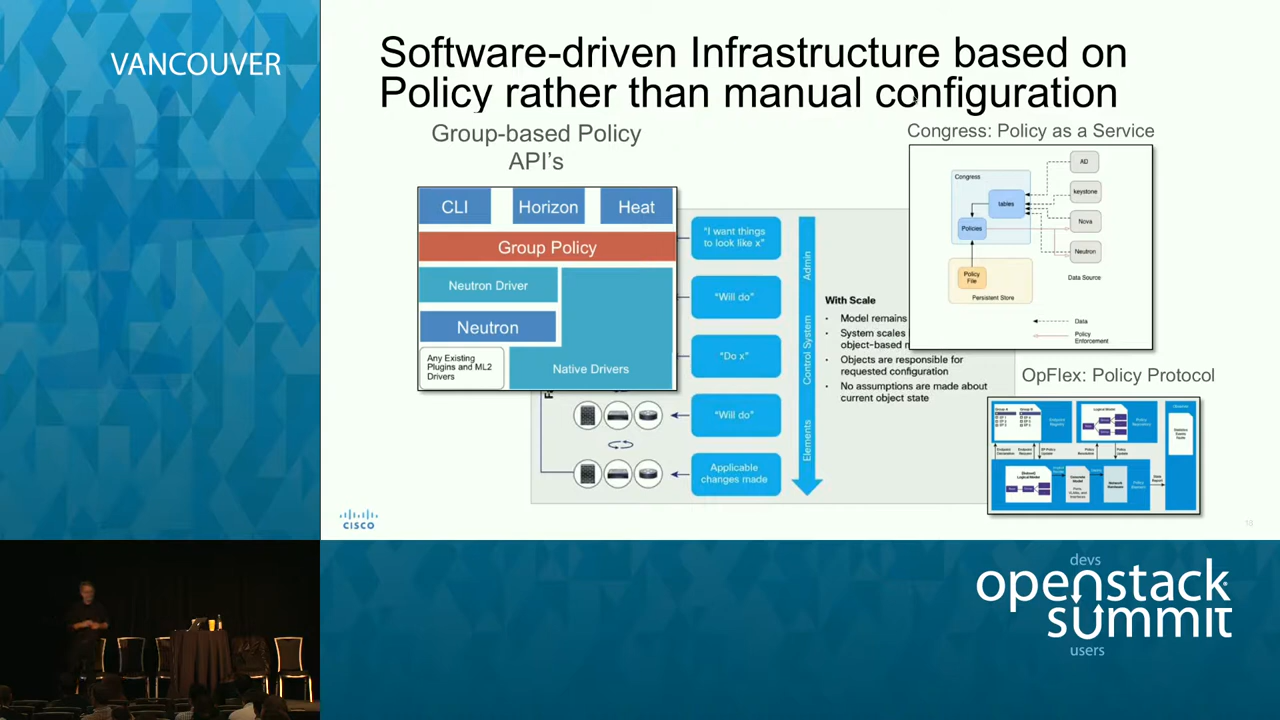 VANCOUVER
Software-driven Infrastructure based on
Policy rather than manual configuration
Group-based Policy
API's
CLI
Horizon
Heat
Group Policy
Neutron Driver
Neutron
Any Existing
Plugins and ML2
Drivers
Native Drivers
"I want things
to look like x"
"Will do"
"Do x"
"Will do"
Applicable
changes made
Admin
Control System
Elements
With Scale
• Model remains
• System scales
object-based
• Objects are responsible for
requested configuration
• No assumptions are made about
current object state
Congress: Policy as a Service
Congress
tables
Policies
Policy
File
Persistent Store
AD
keystone
Nova
Neutron
Data Source
Data
Policy
Enforcement
OpFlex: Policy Protocol
CISCO
18
devs
openstack
summit
users